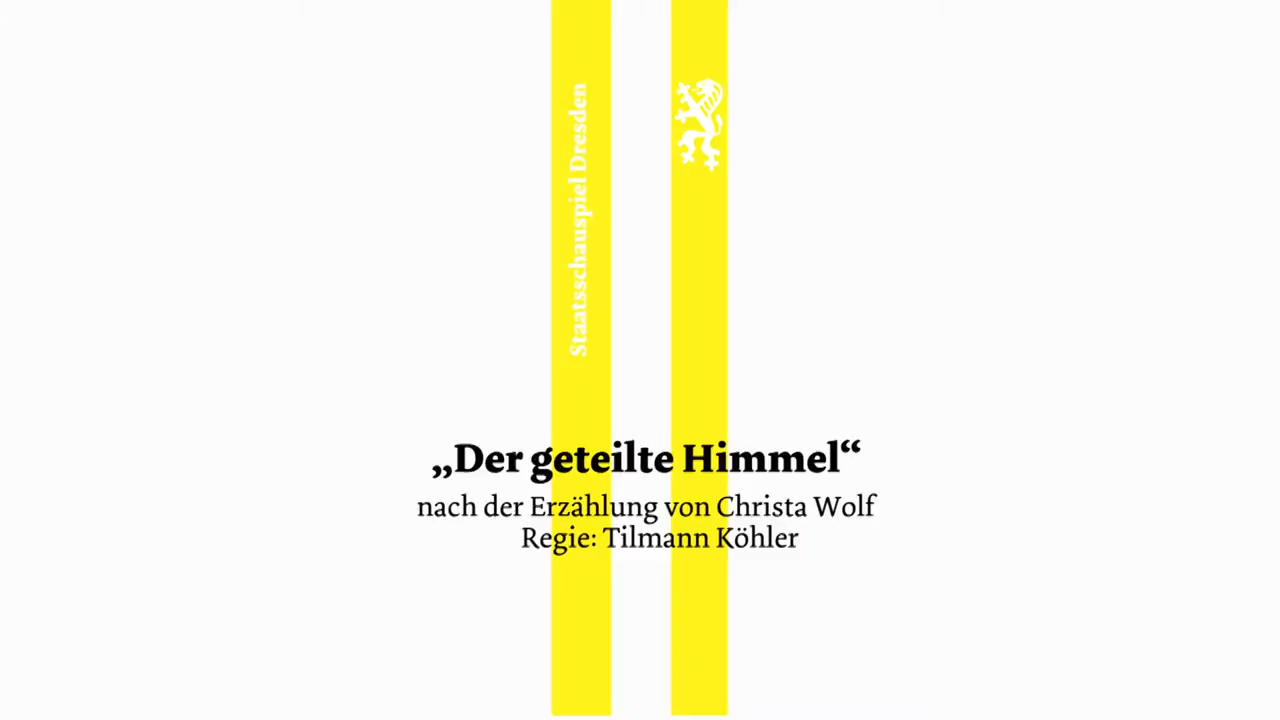 Staatsschauspiel Dresden
„Der geteilte Himmel“
nach der Erzählung von Christa Wolf
Regie: Tilmann Köhler